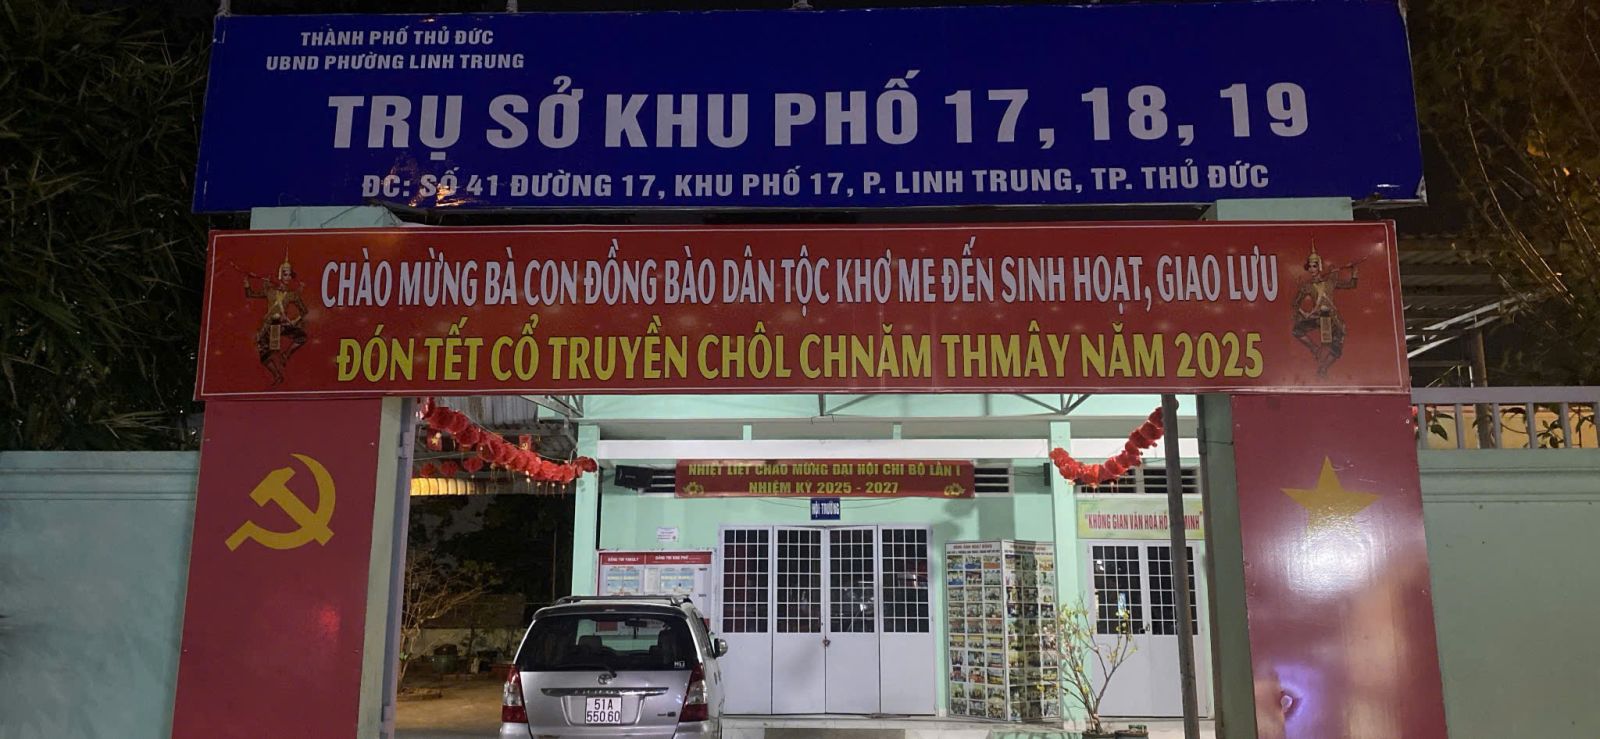 THÀNH PHỐ THỦ ĐỨC
UBND PHƯỜNG LINH TRUNG
TRỤ SỞ KHU PHỐ 17, 18, 19
ĐC: SỐ 41 ĐƯỜNG 17, KHU PHỐ 17, P. LINH TRUNG, TP. THỦ ĐỨC
CHÀO MỪNG BÀ CON ĐỒNG BÀO DÂN TỘC KHƠ ME ĐẾN SINH HOẠT, GIAO LƯU
ĐÓN TẾT CỔ TRUYỀN CHÔL CHNĂM THMÂY NĂM 2025
NHIỆT LIỆT CHÀO MỪNG ĐẠI HỘI CHI BỘ LẦN I
NHIỆM KỲ 2025 - 2027
HỘI TRƯỜNG
"KHÔNG GIAN VĂN HÓA HỒ MINH"
51A
550 60